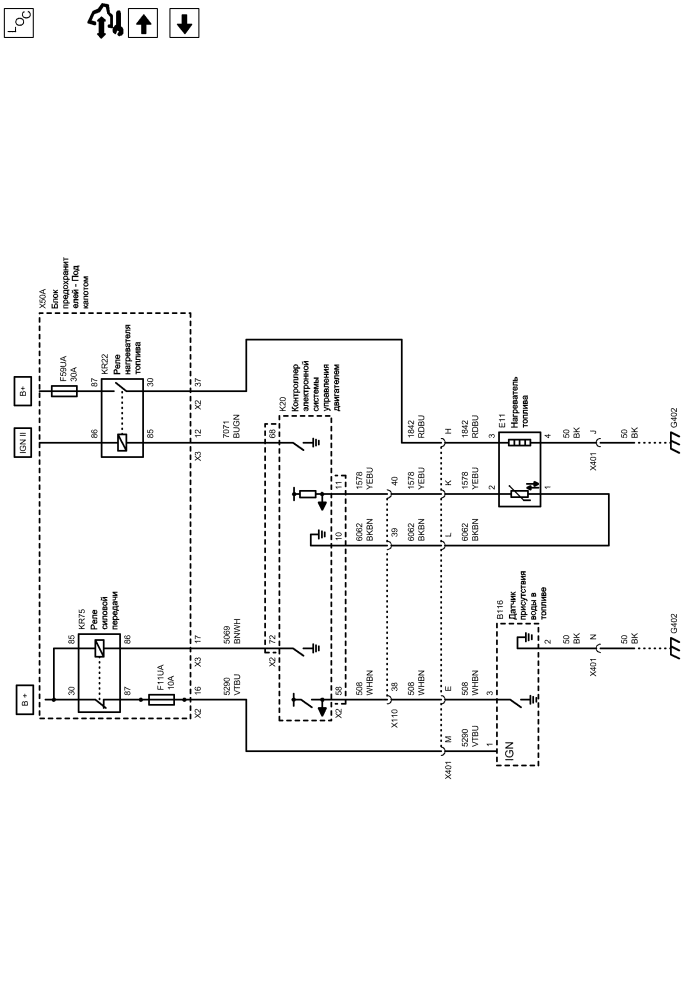 LOC
X50A
Блок
предохранит
елей - Под
капотом
B+
F59UA
30A
87
KR22
Реле
нагревателя
топлива
30
37
X2
IGN II
86
85
12
X3
7071
BUGN
68
K20
Контроллер
электронной
системы
управления
двигателем
11
1578
YEBU
40
1578
YEBU
K
1578
YEBU
2
1842
RDBU
H
1842
RDBU
3
E11
Нагреватель
топлива
4
50
BK
J
X401
50
BK
G402
1
10
6062
BKBN
39
6062
BKBN
L
6062
BKBN
KR75
Реле
силовой
передачи
85
86
17
X3
5069
BNWH
72
X2
B +
30
87
F11UA
10A
16
X2
5290
VTBU
58
X2
508
WHBN
38
X110
508
WHBN
E
508
WHBN
3
M
X401
5290
VTBU
1
IGN
B116
Датчик
присутствия
воды в
топливе
2
50
BK
N
X401
50
BK
G402